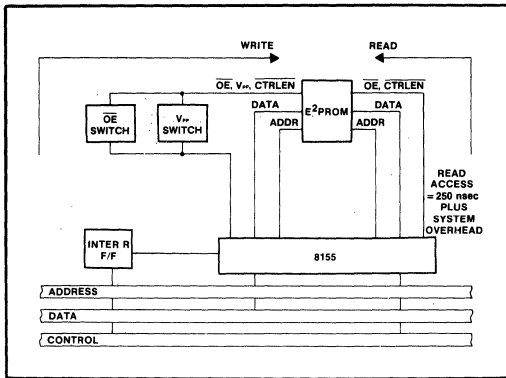 WRITE
READ
OE, VPP, CTRLEN
OE, CTRLEN
OE
SWITCH
VPP
SWITCH
E2PROM
DATA
DATA
ADDR
ADDR
READ
ACCESS
= 250 nsec
PLUS
SYSTEM
OVERHEAD
INTER R
F/F
8155
ADDRESS
DATA
CONTROL